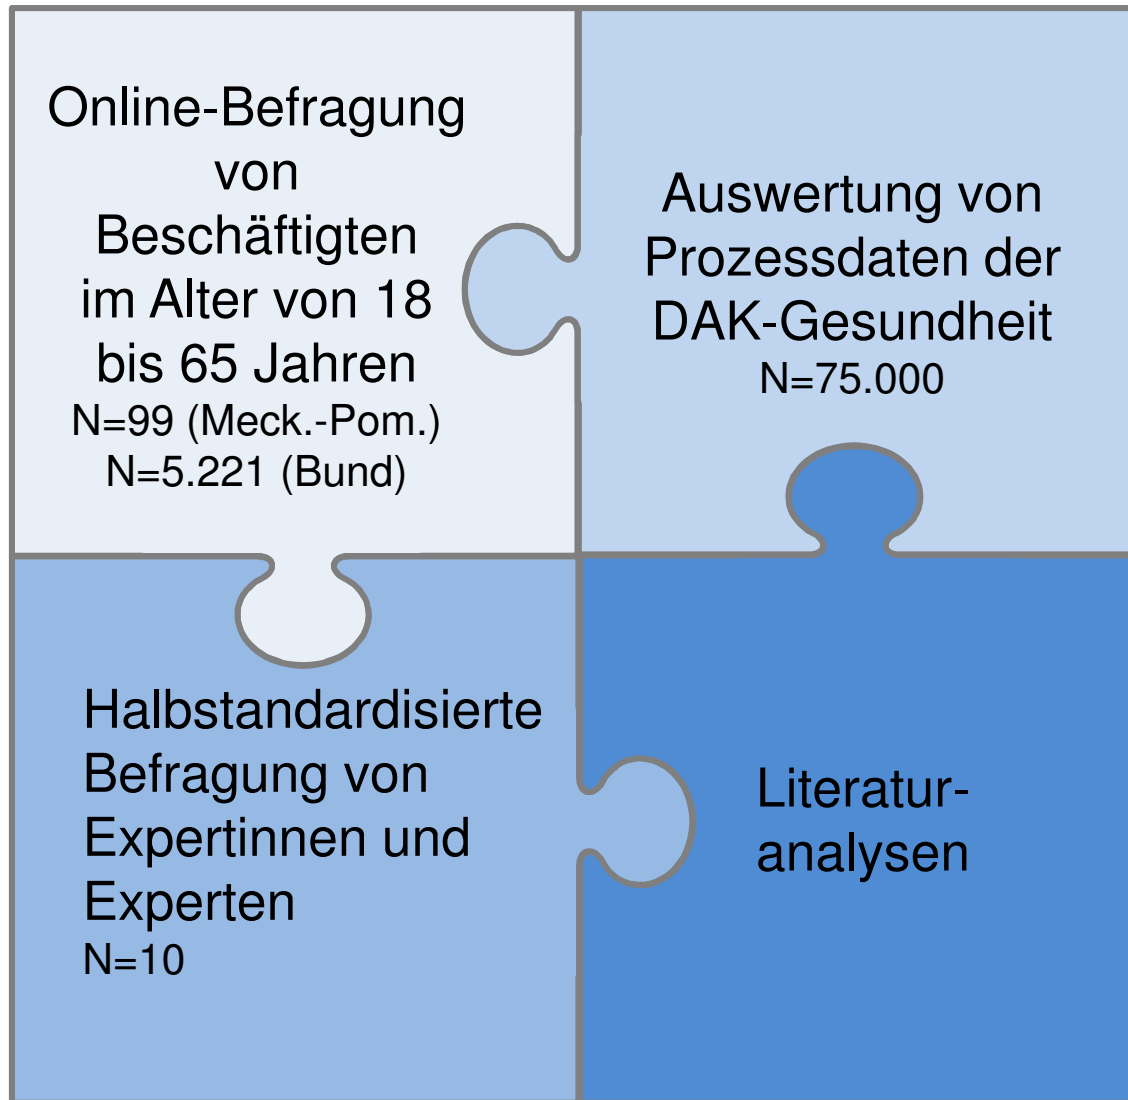 Online-Befragung
von
Beschäftigten
im Alter von 18
bis 65 Jahren
N=99 (Meck.-Pom.)
N=5.221 (Bund)
Auswertung von
Prozessdaten der
DAK-Gesundheit
N=75.000
Halbstandardisierte
Befragung von
Expertinnen und
Experten
N=10
Literatur-
analysen